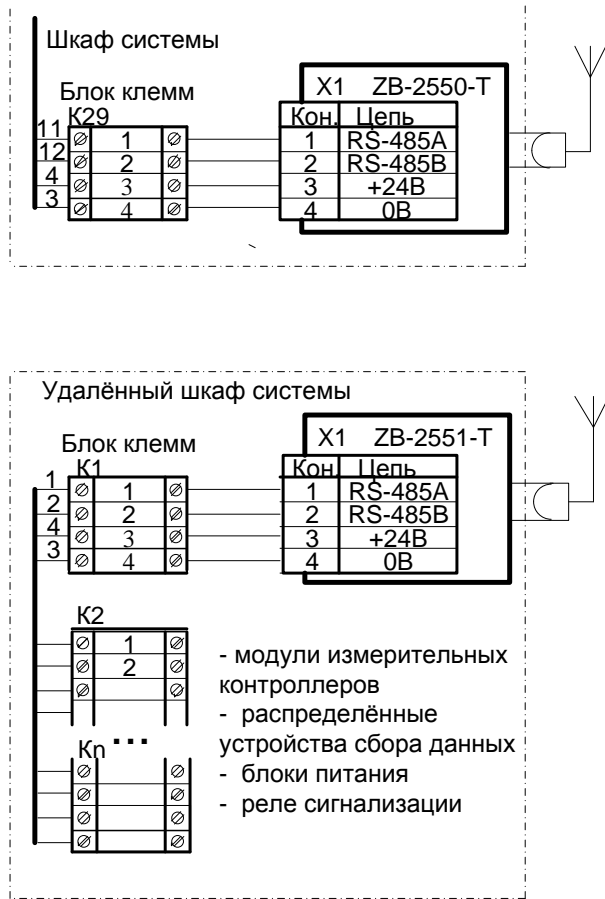 Шкаф системы
Блок клемм
К29
X1 ZB-2550-T
Кон. Цепь
11 1 1 RS-485A
12 2 2 RS-485B
4 3 3 +24В
3 4 4 0В
Удалённый шкаф системы
Блок клемм
К1
X1 ZB-2551-T
Кон. Цепь
1 1 1 RS-485A
2 2 2 RS-485B
4 3 3 +24В
3 4 4 0В
К2
1
2
...
Кn
- модули измерительных
контроллеров
- распределённые
устройства сбора данных
- блоки питания
- реле сигнализации